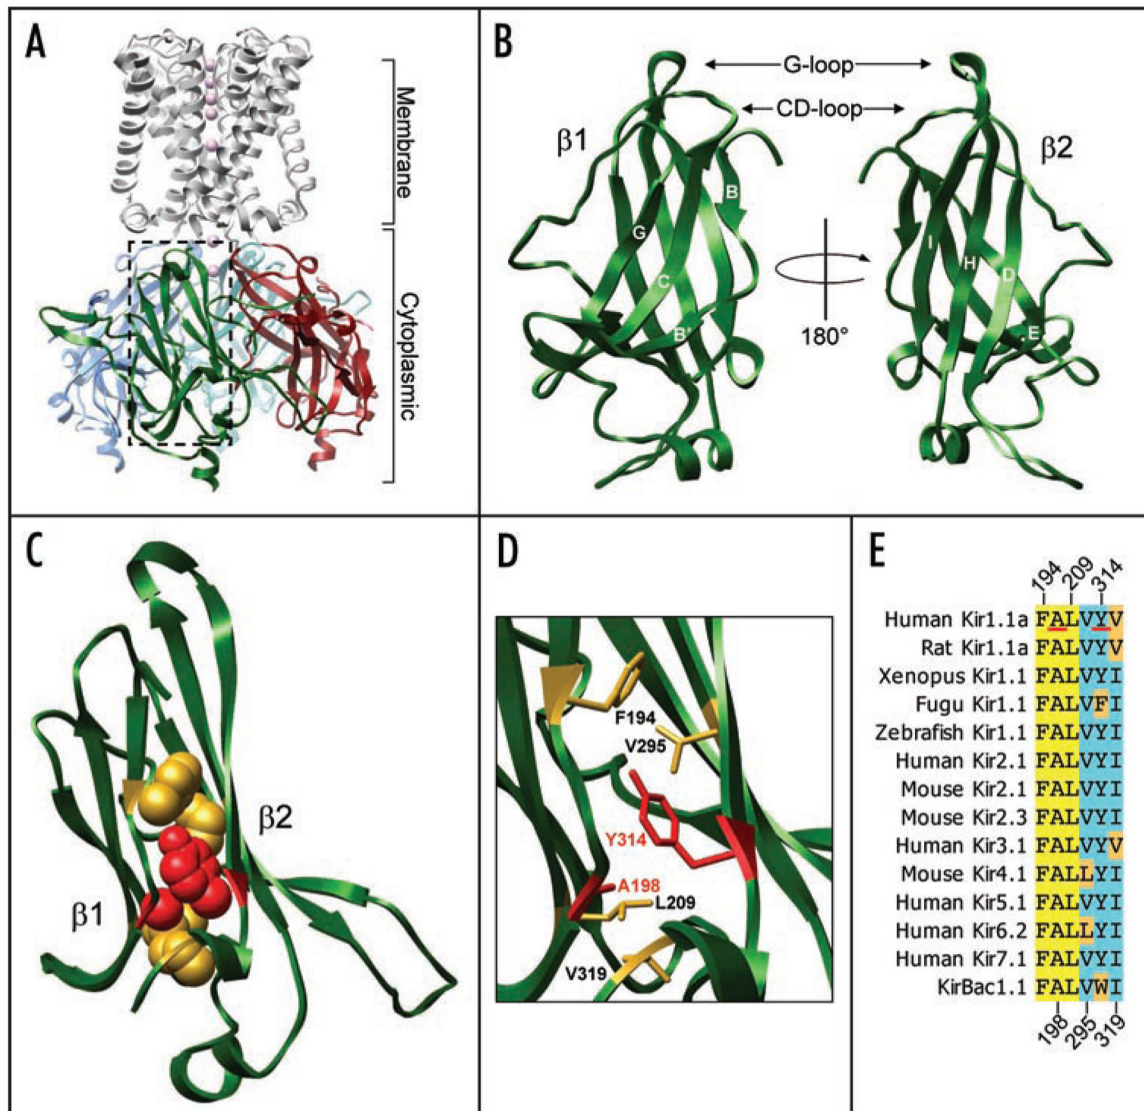 A
Membrane
Cytoplasmic
B
G-loop
CD-loop
β1
β2
B
G
C
B'
I
H
D
E
180°
C
β1
β2
D
F194
V295
Y314
A198
L209
V319
E
194 209 314
Human Kir1.1a FALVYV
Rat Kir1.1a FALVYV
Xenopus Kir1.1 FALVYI
Fugu Kir1.1 FALVFI
Zebrafish Kir1.1 FALVYI
Human Kir2.1 FALVYI
Mouse Kir2.1 FALVYI
Mouse Kir2.3 FALVYI
Human Kir3.1 FALVYV
Mouse Kir4.1 FALLYI
Human Kir5.1 FALVYI
Human Kir6.2 FALLYI
Human Kir7.1 FALVYI
KirBac1.1 FALVWI
198 295 319